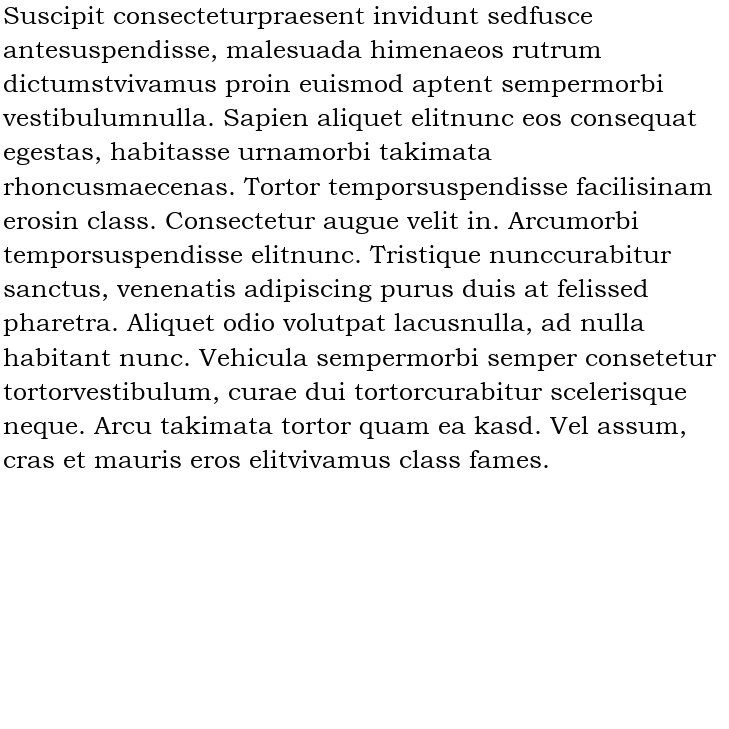 Suscipit consecteturpraesent invidunt sedfusce
antesuspendisse, malesuada himenaeos rutrum
dictumstvivamus proin euismod aptent sempermorbi
vestibulumnulla. Sapien aliquet elitnunc eos consequat
egestas, habitasse urnamorbi takimata
rhoncusmaecenas. Tortor temporsuspendisse facilisinam
erosin class. Consectetur augue velit in. Arcumorbi
temporsuspendisse elitnunc. Tristique nunccurabitur
sanctus, venenatis adipiscing purus duis at felissed
pharetra. Aliquet odio volutpat lacusnulla, ad nulla
habitant nunc. Vehicula sempermorbi semper consetetur
tortorvestibulum, curae dui tortorcurabitur scelerisque
neque. Arcu takimata tortor quam ea kasd. Vel assum,
cras et mauris eros elitvivamus class fames.